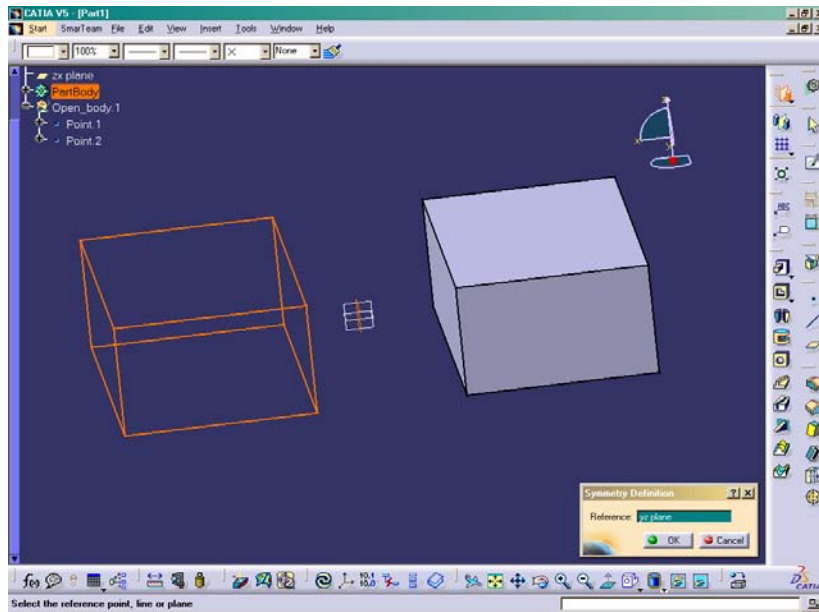 CATIA V5 - [Part1]
Start SmarTeam File Edit View Insert Tools Window Help
100% None
zx plane
PartBody
Open_body.1
Point.1
Point.2
Symmetry Definition
Reference: yz plane
OK Cancel
Select the reference point, line or plane